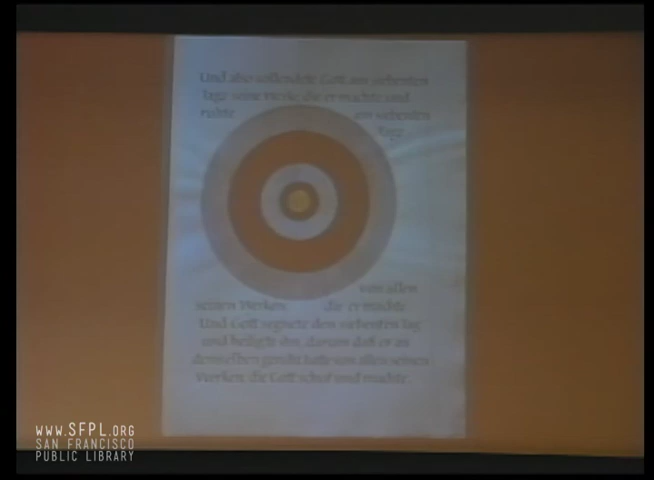 Und also vollendete Gott am siebenten
Tage seine Werke die er machte und
ruhte am siebenten
Tage
von allen
seinen Werken die er machte.
Und Gott segnete den siebenten Tag
und heiligte ihn, darum daß er an
demselben geruht hatte von allen seinen
Werken, die Gott schuf und machte.
WWW.SFPL.ORG
SAN FRANCISCO
PUBLIC LIBRARY